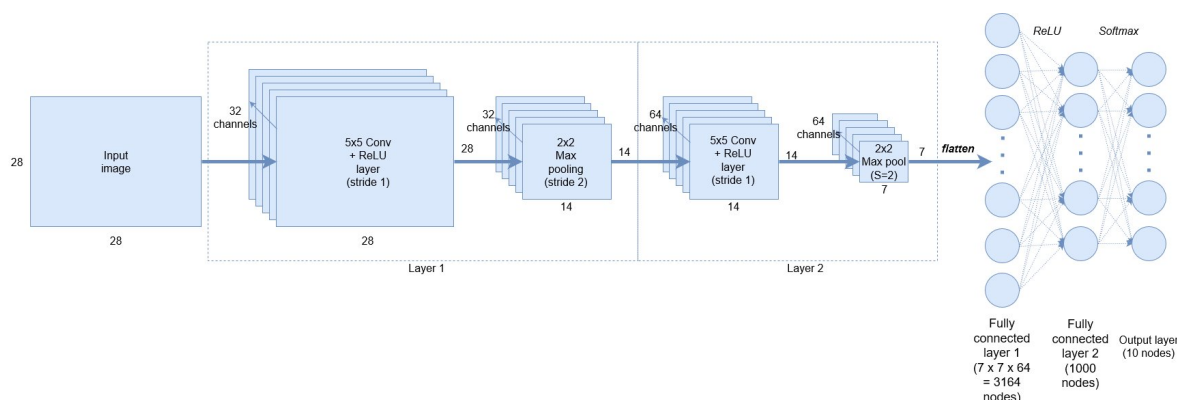 28
Input
image
28
32
channels
5x5 Conv
+ ReLU
layer
(stride 1)
28
28
32
channels
2x2
Max
pooling
(stride 2)
14
14
Layer 1
64
channels
5x5 Conv
+ ReLU
layer
(stride 1)
14
14
64
channels
2x2
Max pool
(S=2)
7
7
Layer 2
flatten
ReLU
Softmax
Fully
connected
layer 1
(7 x 7 x 64
= 3164
nodes)
Fully
connected
layer 2
(1000
nodes)
Output layer
(10 nodes)